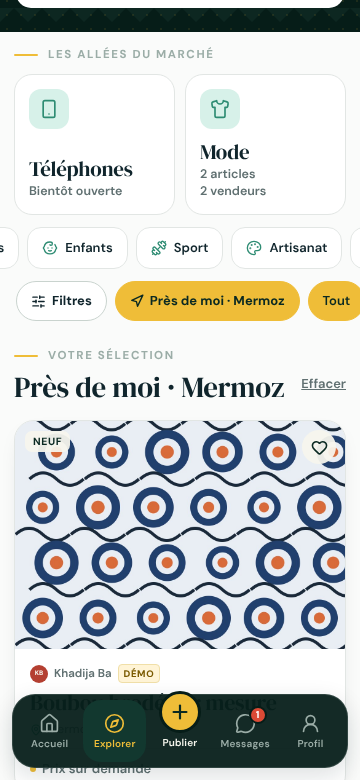 LES ALLÉES DU MARCHÉ
Téléphones
Bientôt ouverte
Mode
2 articles
2 vendeurs
s
Enfants
Sport
Artisanat
Filtres
Près de moi · Mermoz
Tout
VOTRE SÉLECTION
Près de moi · Mermoz
Effacer
NEUF
KB
Khadija Ba
DÉMO
mesure
Accueil
Explorer
Publier
1
Messages
Profil
Prix sur demande